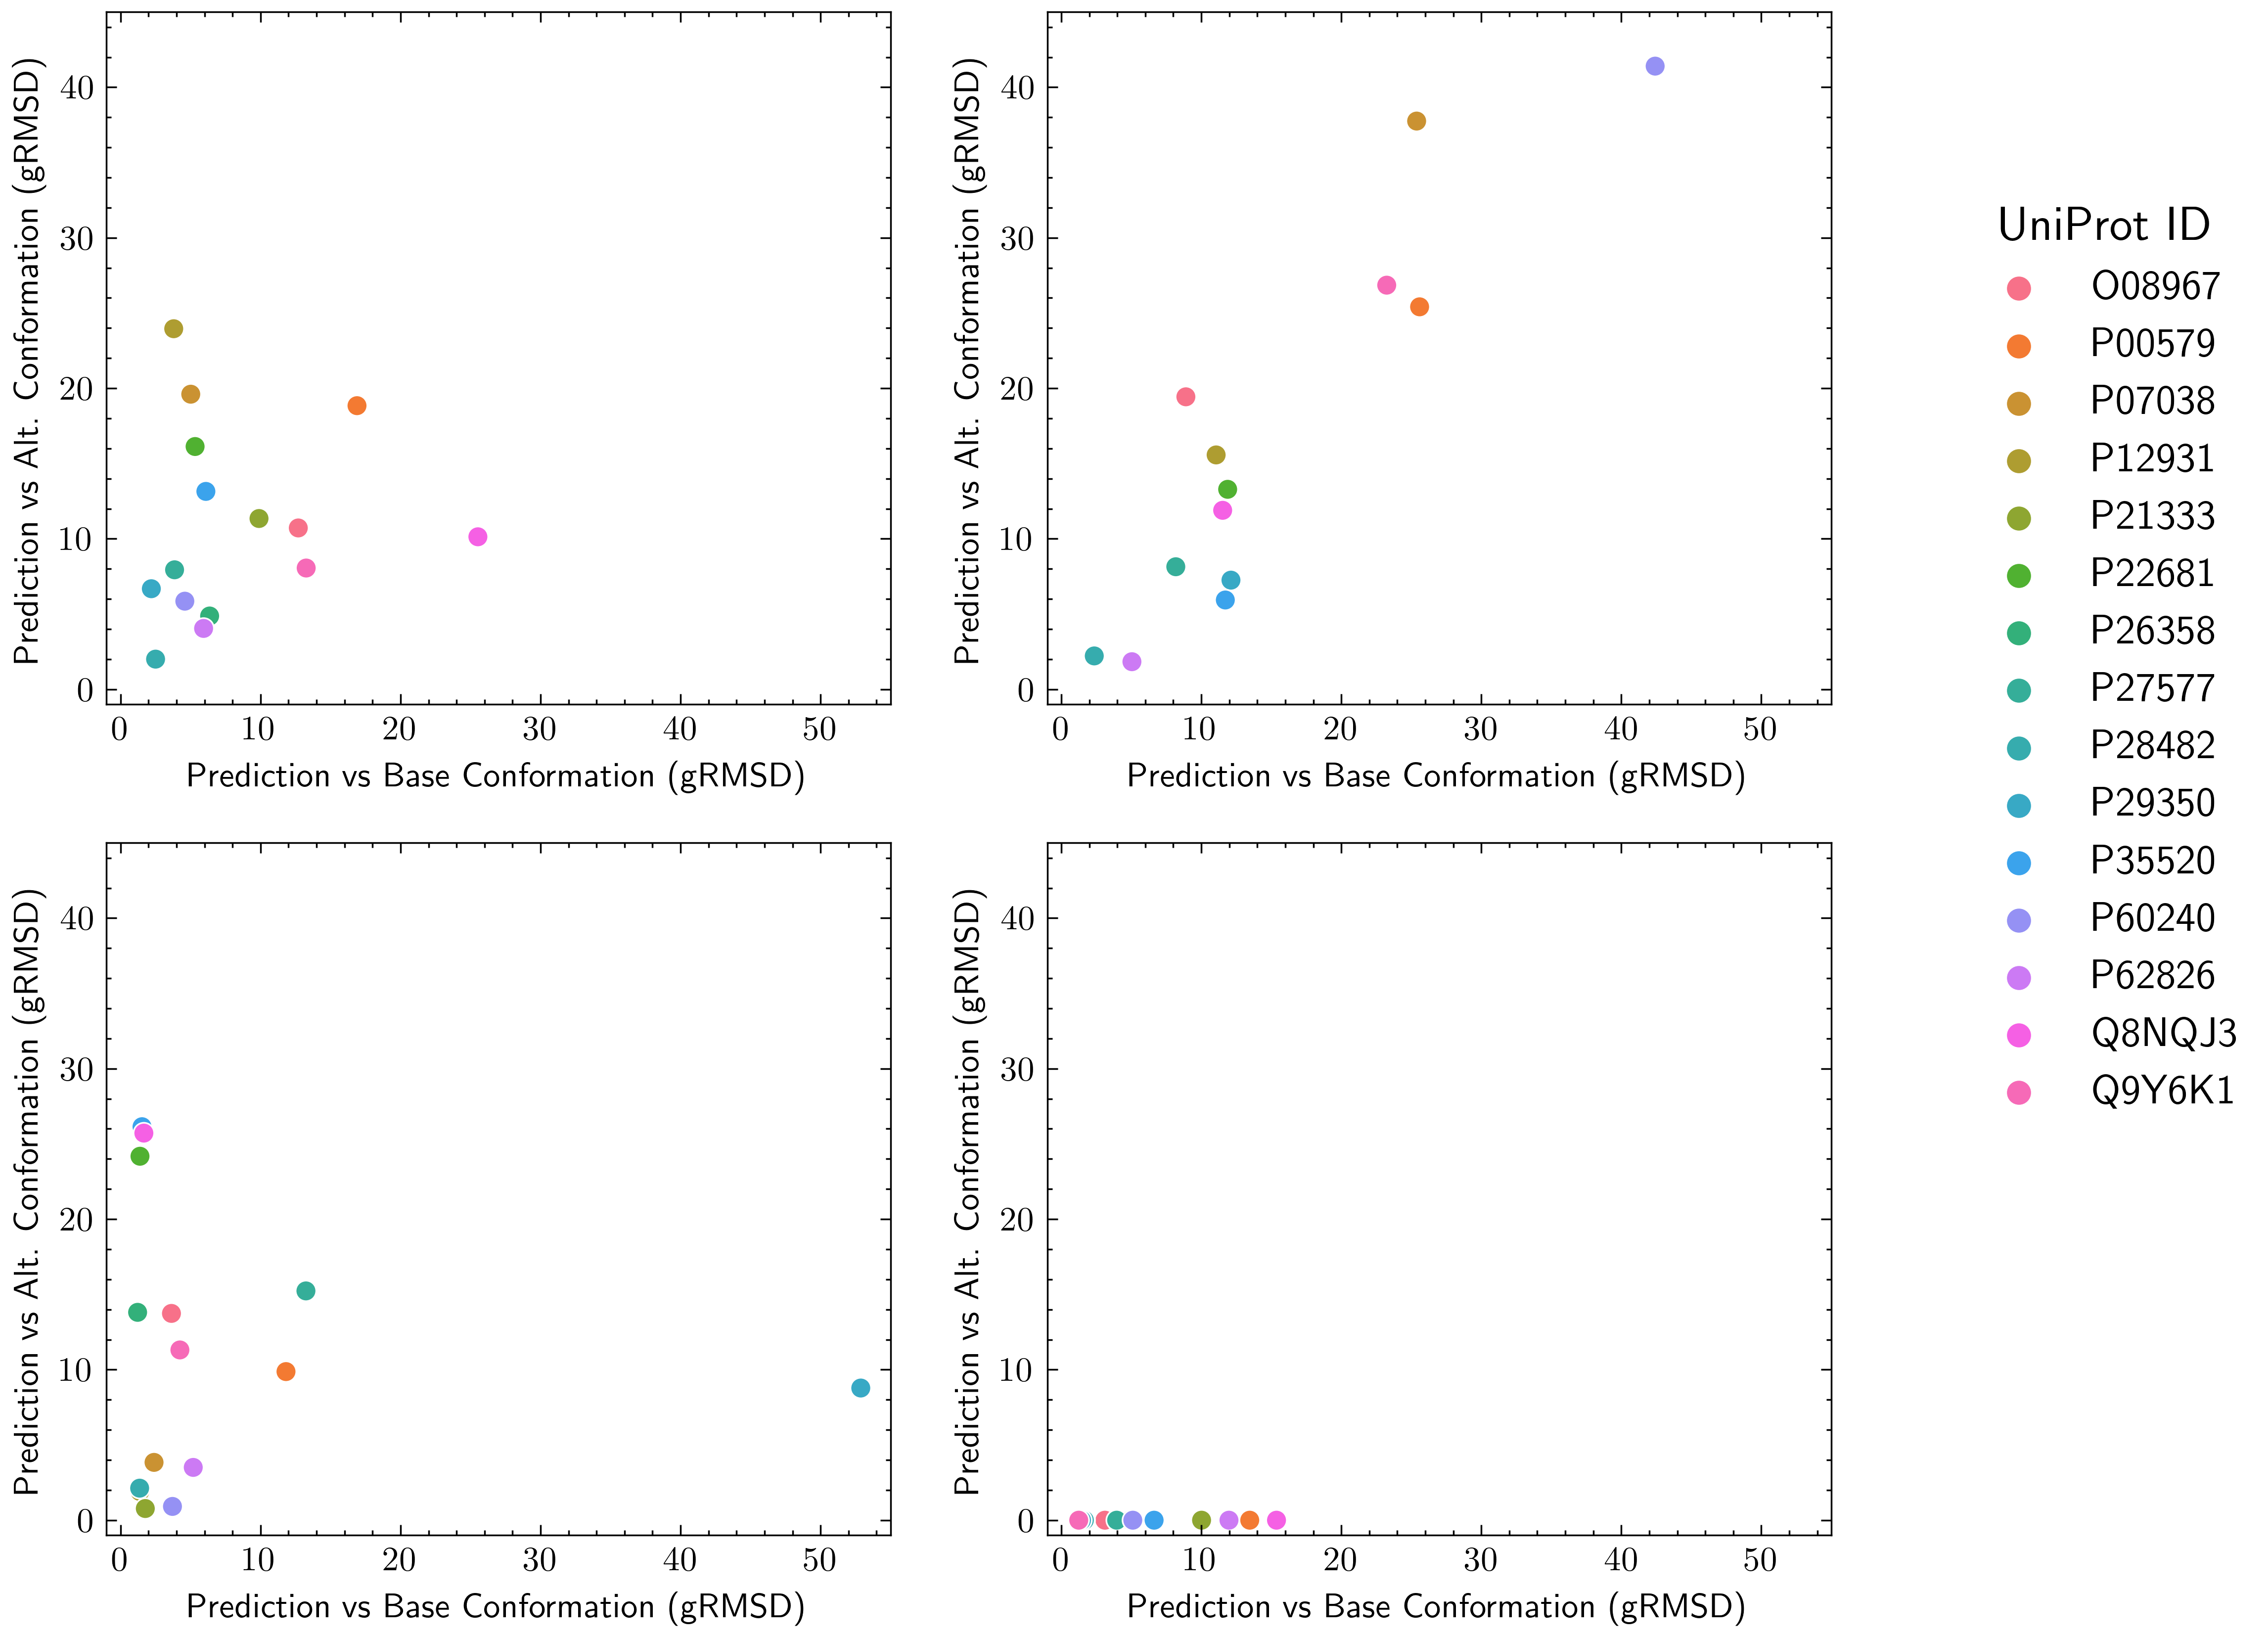 Prediction vs Alt. Conformation (gRMSD)
40
30
20
10
0
0 10 20 30 40 50
Prediction vs Base Conformation (gRMSD)
Prediction vs Alt. Conformation (gRMSD)
40
30
20
10
0
0 10 20 30 40 50
Prediction vs Base Conformation (gRMSD)
Prediction vs Alt. Conformation (gRMSD)
40
30
20
10
0
0 10 20 30 40 50
Prediction vs Base Conformation (gRMSD)
Prediction vs Alt. Conformation (gRMSD)
40
30
20
10
0
0 10 20 30 40 50
Prediction vs Base Conformation (gRMSD)
UniProt ID
O08967
P00579
P07038
P12931
P21333
P22681
P26358
P27577
P28482
P29350
P35520
P60240
P62826
Q8NQJ3
Q9Y6K1